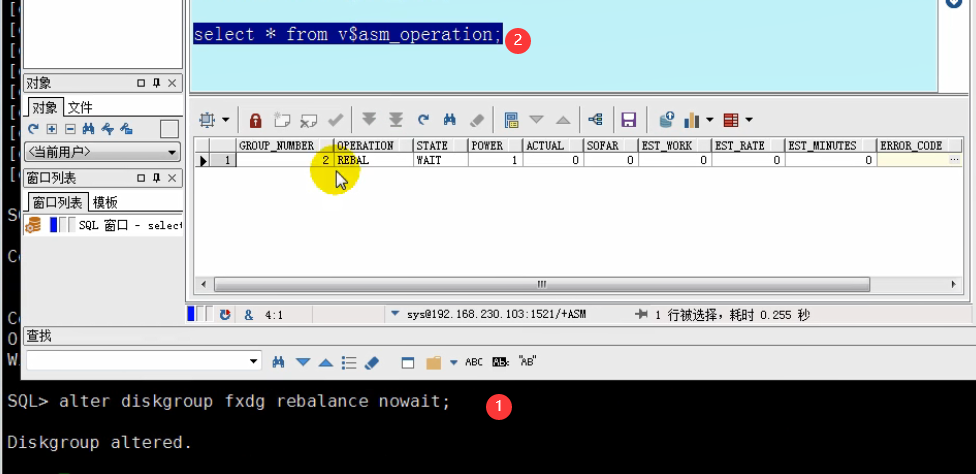 select * from v$asm_operation;
2
对象
对象 文件
<当前用户>
窗口列表
窗口列表 模板
SQL 窗口 - select
GROUP_NUMBER OPERATION STATE POWER ACTUAL SOFAR EST_WORK EST_RATE EST_MINUTES ERROR_CODE
1 2 REBAL WAIT 1 0 0 0 0 0 ...
& 4:1 sys@192.168.230.103:1521/+ASM 1 行被选择，耗时 0.255 秒
查找
ABC AB: "AB"
SQL> alter diskgroup fxdg rebalance nowait;
1
Diskgroup altered.